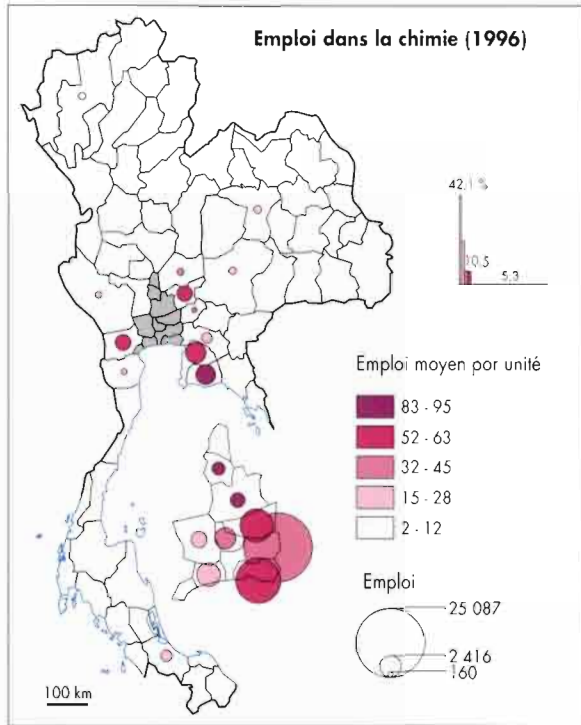 Emploi dans la chimie (1996)
42,1 %
10,5
5,3
Emploi moyen por unité
83 - 95
52 - 63
32 - 45
15 - 28
2 - 12
Emploi
25 087
2 416
160
100 km